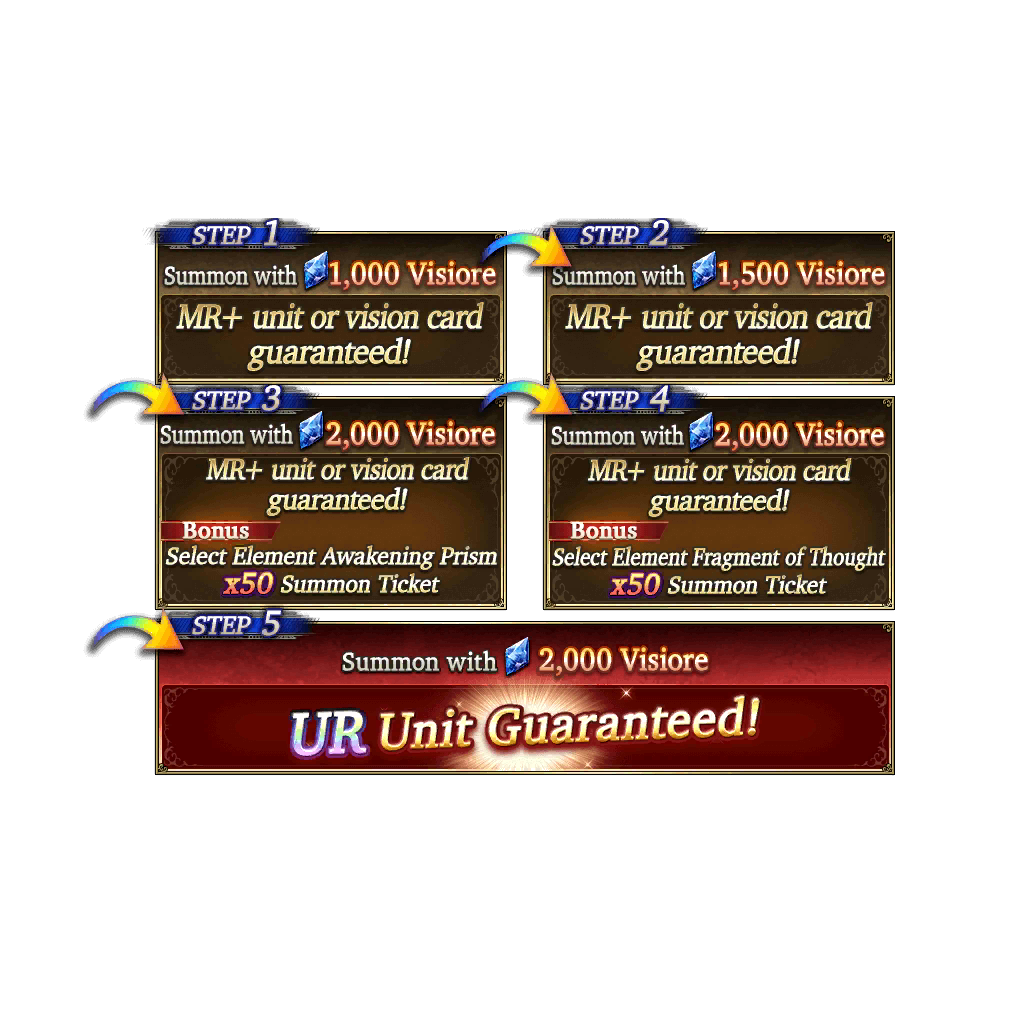 STEP 1
Summon with 1,000 Visiore
MR+ unit or vision card
guaranteed!
STEP 2
Summon with 1,500 Visiore
MR+ unit or vision card
guaranteed!
STEP 3
Summon with 2,000 Visiore
MR+ unit or vision card
guaranteed!
Bonus
Select Element Awakening Prism
x50 Summon Ticket
STEP 4
Summon with 2,000 Visiore
MR+ unit or vision card
guaranteed!
Bonus
Select Element Fragment of Thought
x50 Summon Ticket
STEP 5
Summon with 2,000 Visiore
UR Unit Guaranteed!